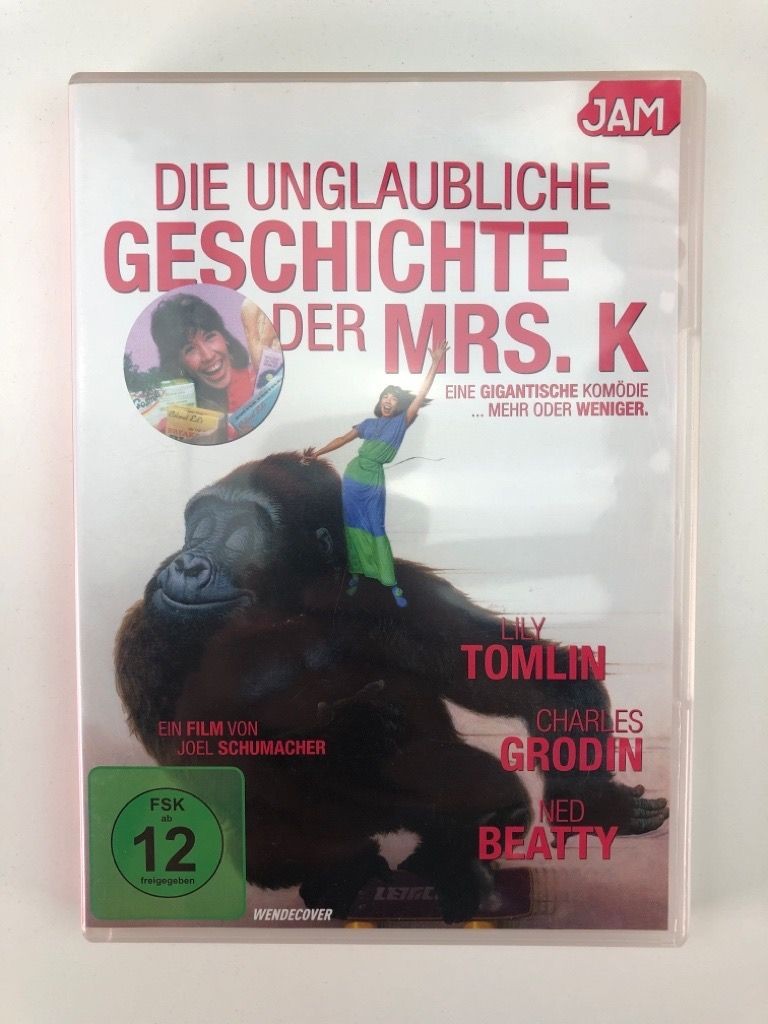 JAM
DIE UNGLAUBLICHE
GESCHICHTE
DER MRS. K
EINE GIGANTISCHE KOMÖDIE
... MEHR ODER WENIGER.
LILY
TOMLIN
EIN FILM VON
JOEL SCHUMACHER
CHARLES
GRODIN
NED
BEATTY
FSK
ab
12
freigegeben
WENDECOVER